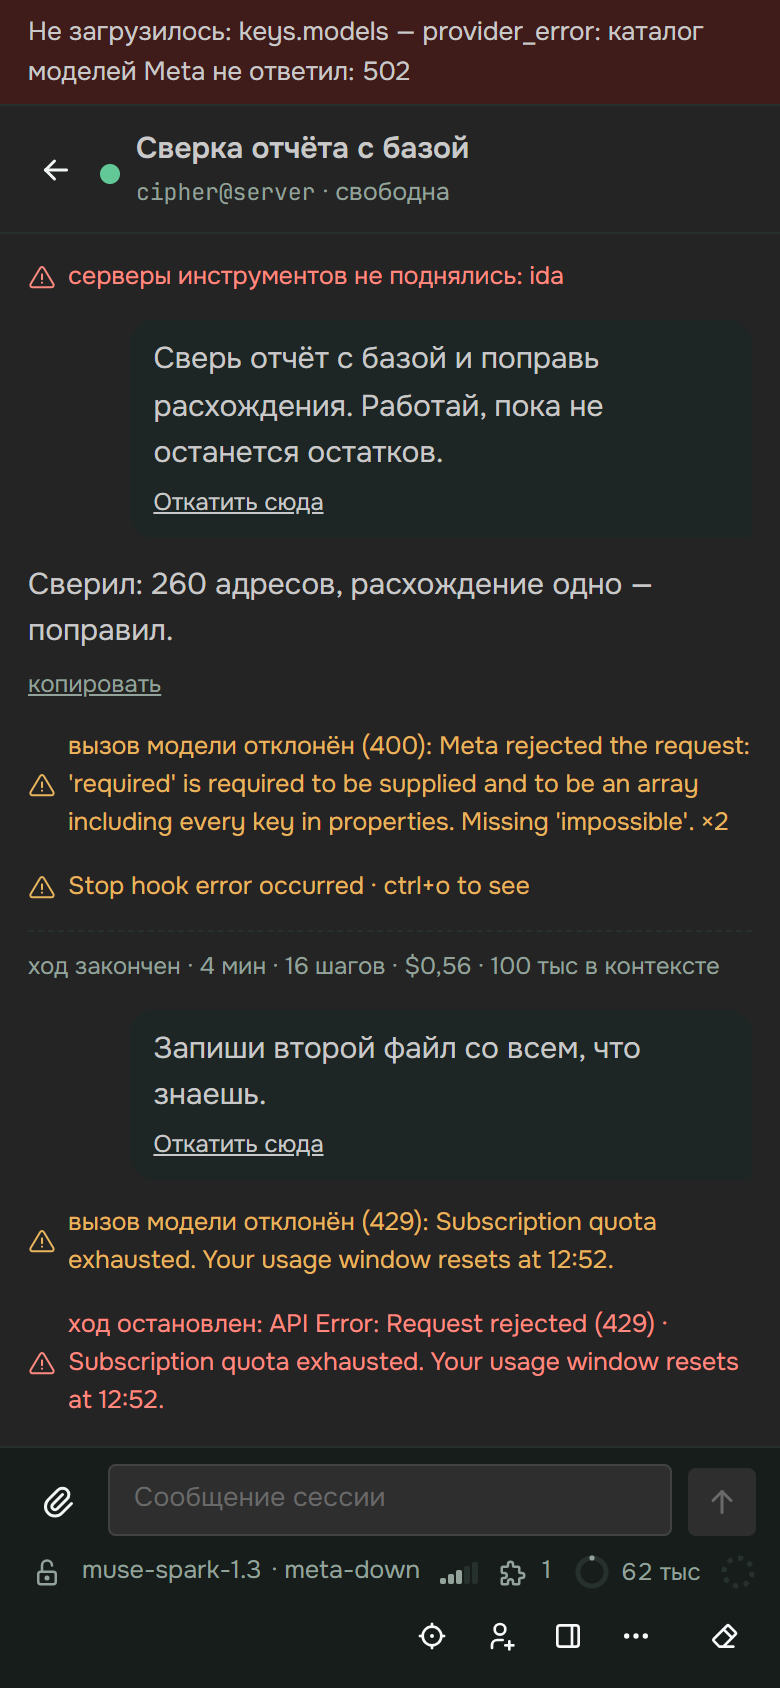 Не загрузилось: keys.models — provider_error: каталог
моделей Meta не ответил: 502
Сверка отчёта с базой
cipher@server · свободна
серверы инструментов не поднялись: ida
Сверь отчёт с базой и поправь
расхождения. Работай, пока не
останется остатков.
Откатить сюда
Сверил: 260 адресов, расхождение одно —
поправил.
копировать
вызов модели отклонён (400): Meta rejected the request:
'required' is required to be supplied and to be an array
including every key in properties. Missing 'impossible'. ×2
Stop hook error occurred · ctrl+o to see
ход закончен · 4 мин · 16 шагов · $0,56 · 100 тыс в контексте
Запиши второй файл со всем, что
знаешь.
Откатить сюда
вызов модели отклонён (429): Subscription quota
exhausted. Your usage window resets at 12:52.
ход остановлен: API Error: Request rejected (429) ·
Subscription quota exhausted. Your usage window resets
at 12:52.
Сообщение сессии
muse-spark-1.3 · meta-down 1 62 тыс